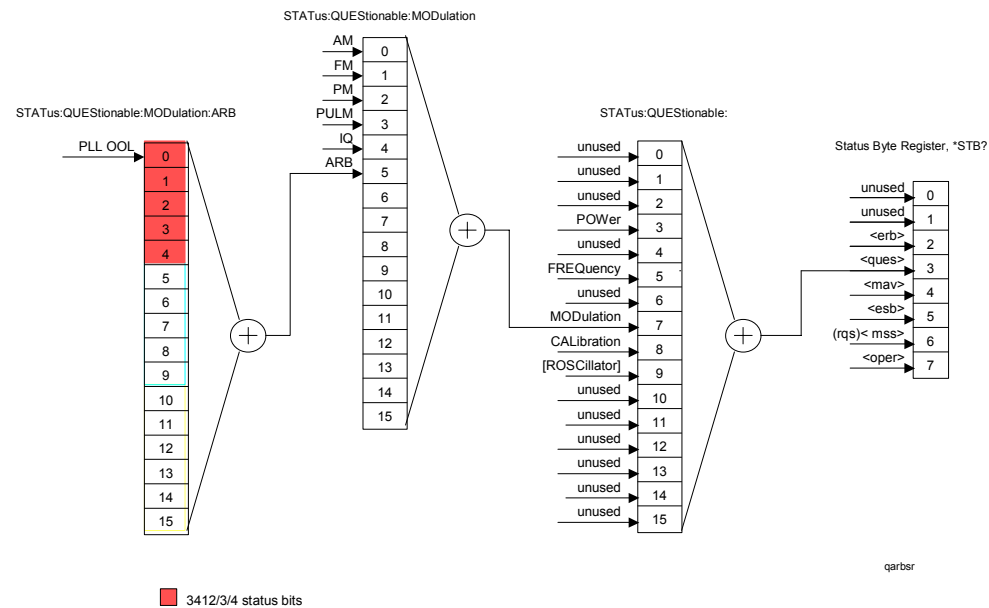 STATus:QUEStionable:MODulation
AM
0
FM
1
PM
2
PULM
3
IQ
4
ARB
5
6
7
8
9
10
11
12
13
14
15
STATus:QUEStionable:MODulation:ARB
PLL OOL
0
1
2
3
4
5
6
7
8
9
10
11
12
13
14
15
STATus:QUEStionable:
unused
0
unused
1
unused
2
POWer
3
unused
4
FREQuency
5
unused
6
MODulation
7
CALibration
8
[ROSCillator]
9
unused
10
unused
11
unused
12
unused
13
unused
14
unused
15
Status Byte Register, *STB?
unused
0
unused
1
<erb>
2
<ques>
3
<mav>
4
<esb>
5
(rqs)< mss>
6
<oper>
7
qarbsr
3412/3/4 status bits